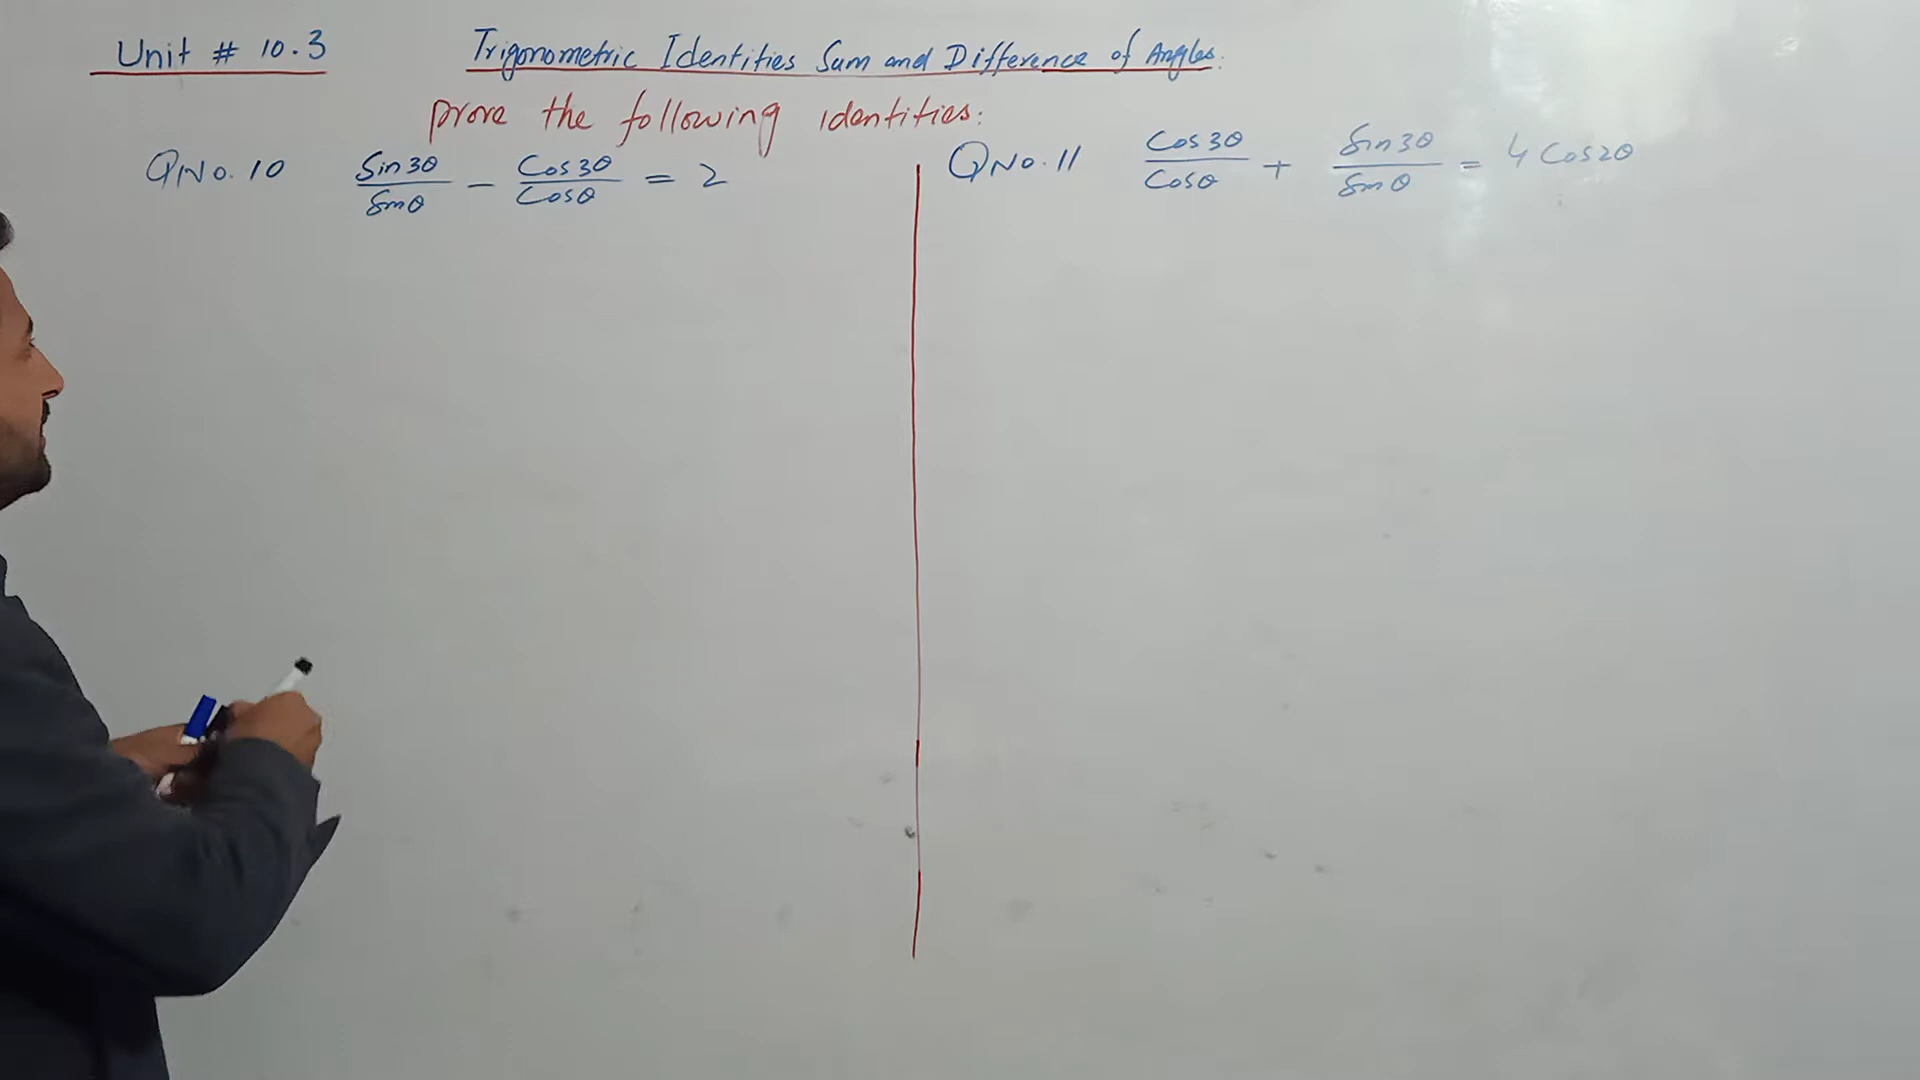 Unit # 10.3 Trigonometric Identities Sum and Difference of Angles.
Prove the following identities:
QNo. 10 Sin3θ/Sinθ - Cos3θ/Cosθ = 2
QNo. 11 Cos3θ/Cosθ + Sin3θ/Sinθ = 4 Cos2θ